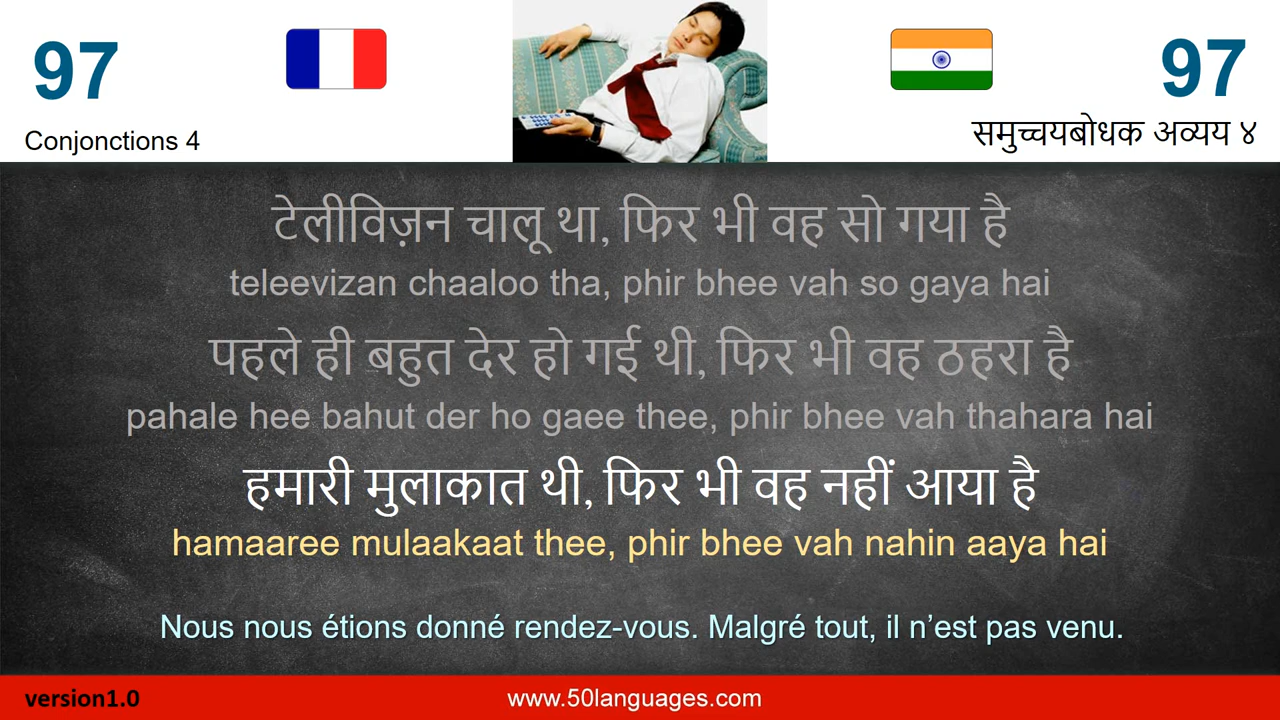 97
97
Conjonctions 4
समुच्चयबोधक अव्यय ४
टेलीविज़न चालू था, फिर भी वह सो गया है
teleevizan chaaloo tha, phir bhee vah so gaya hai
पहले ही बहुत देर हो गई थी, फिर भी वह ठहरा है
pahale hee bahut der ho gaee thee, phir bhee vah thahara hai
हमारी मुलाकात थी, फिर भी वह नहीं आया है
hamaaree mulaakaat thee, phir bhee vah nahin aaya hai
Nous nous étions donné rendez-vous. Malgré tout, il n’est pas venu.
version1.0
www.50languages.com